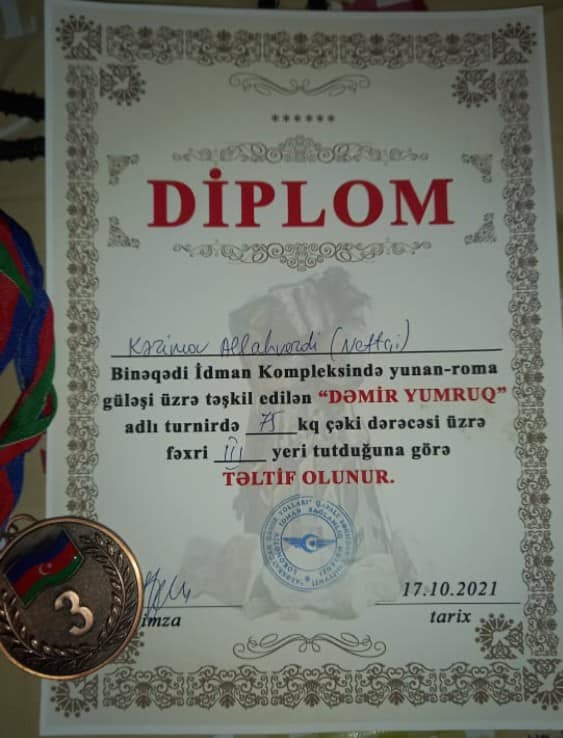 ******
DİPLOM
Kərimov Allahverdi (Neftçi)
Binəqədi İdman Kompleksində yunan-roma
güləşi üzrə təşkil edilən “DƏMİR YUMRUQ”
adlı turnirdə 75 kq çəki dərəcəsi üzrə
fəxri III yeri tutduğuna görə
TƏLTİF OLUNUR.
17.10.2021
imza
tarix
3